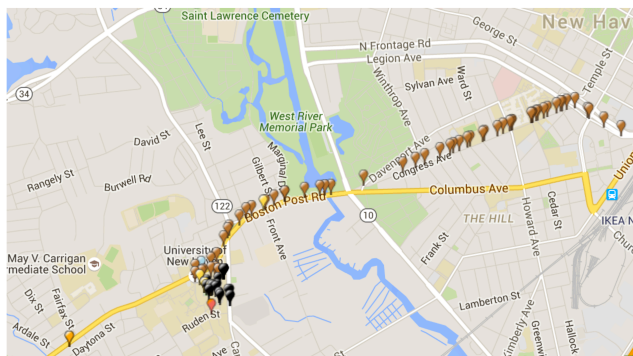 Saint Lawrence Cemetery
New Hav
George St
N Frontage Rd
Legion Ave
Temple St
34
Sylvan Ave
Ward St
Winthrop Ave
West River
Memorial Park
David St
Lee St
Davenport Ave
Congress Ave
Marginal D
Gilbert S
Rangely St
Burwell Rd
Union
Columbus Ave
Boston Post Rd
122
10
THE HILL
Howard Ave
Cedar St
IKEA N
Front Ave
University of
New
Frank St
Churc
May V. Carrigan
rmediate School
Dix St
Fairfax St
Lamberton St
Ruden St
Kimberly Ave
Ardale St
Daytona St
Ca
Greenw
Hallock